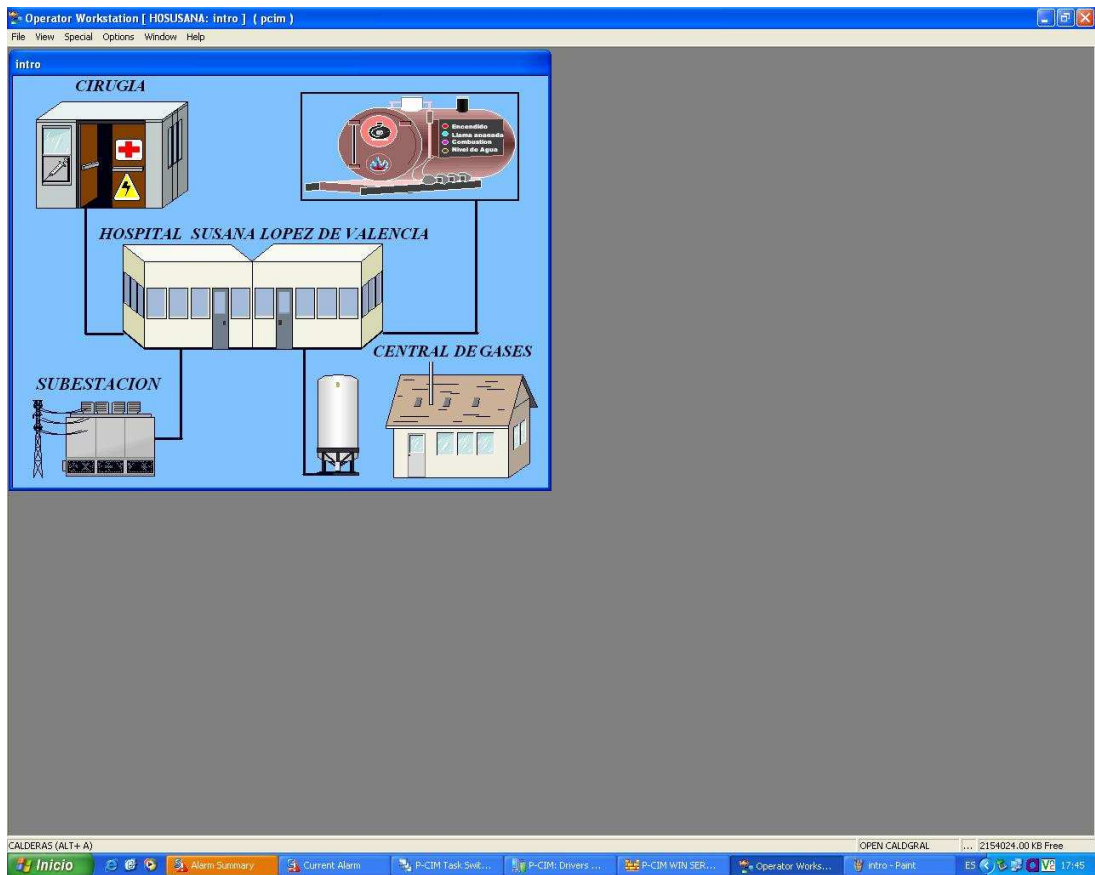 Operator Workstation [ HOSUSANA: intro ] ( pcim )
File View Special Options Window Help
intro
CIRUGIA
Encendido
Llama apagada
Combustion
Nivel de Agua
HOSPITAL SUSANA LOPEZ DE VALENCIA
CENTRAL DE GASES
SUBESTACION
CALDERAS (ALT+ A) OPEN CALDGRAL ... 2154024.00 KB Free
Inicio Alarm Summary Current Alarm P-CIM Task Swit... P-CIM: Drivers ... P-CIM WIN SER... Operator Works... intro - Paint ES 17:45